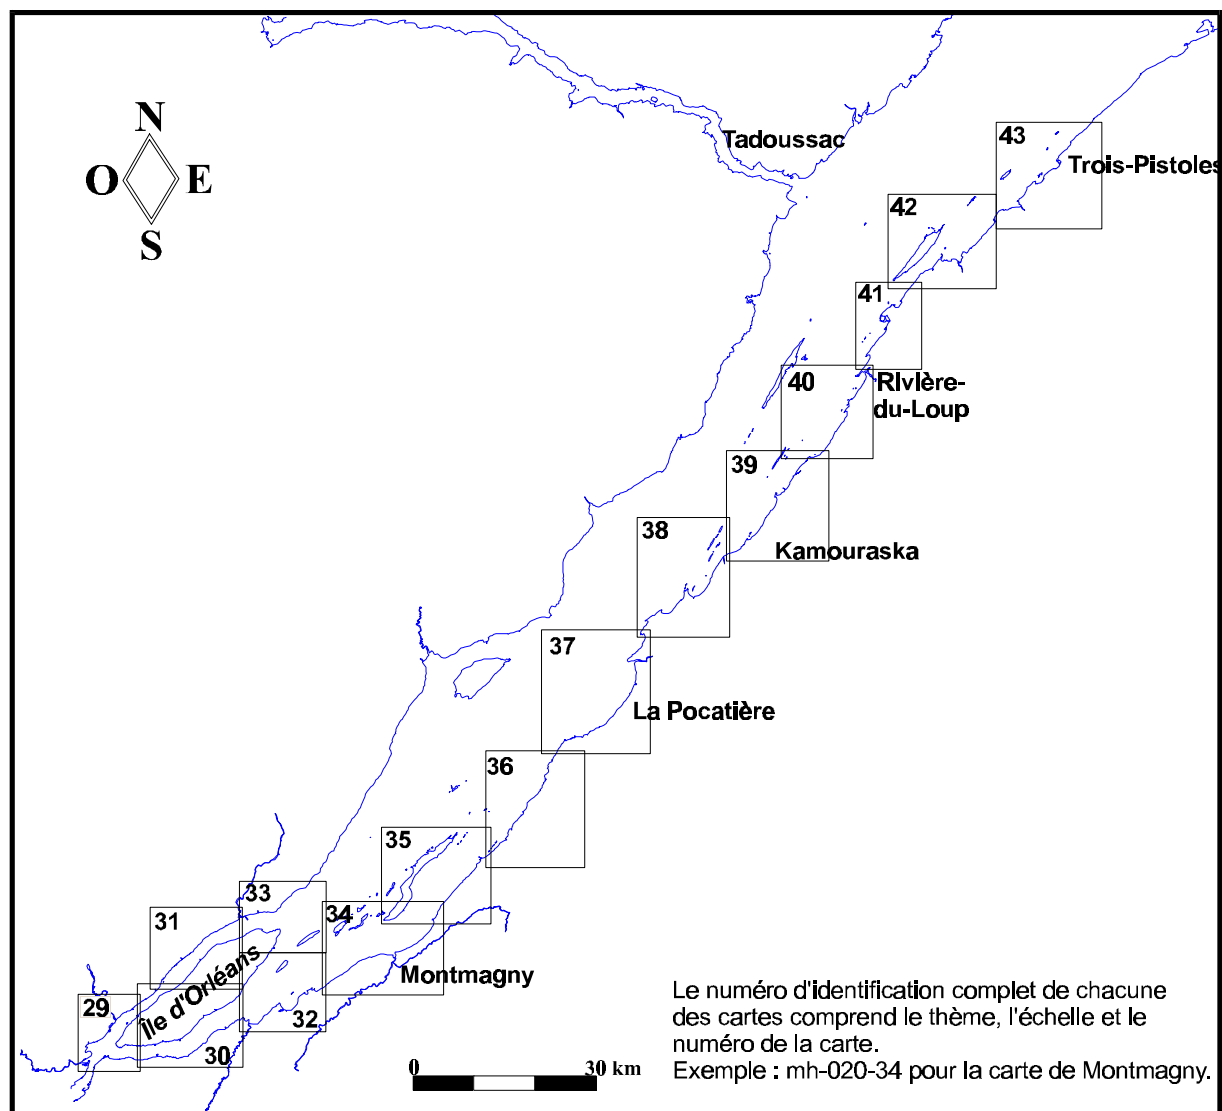 N
O E
S
Tadoussac
43
Trois-Pistoles
42
41
40
RIvière-
du-Loup
39
38
Kamouraska
37
La Pocatière
36
35
33
31
34
Île d'Orléans
Montmagny
29
32
30
0 30 km
Le numéro d'identification complet de chacune
des cartes comprend le thème, l'échelle et le
numéro de la carte.
Exemple : mh-020-34 pour la carte de Montmagny.